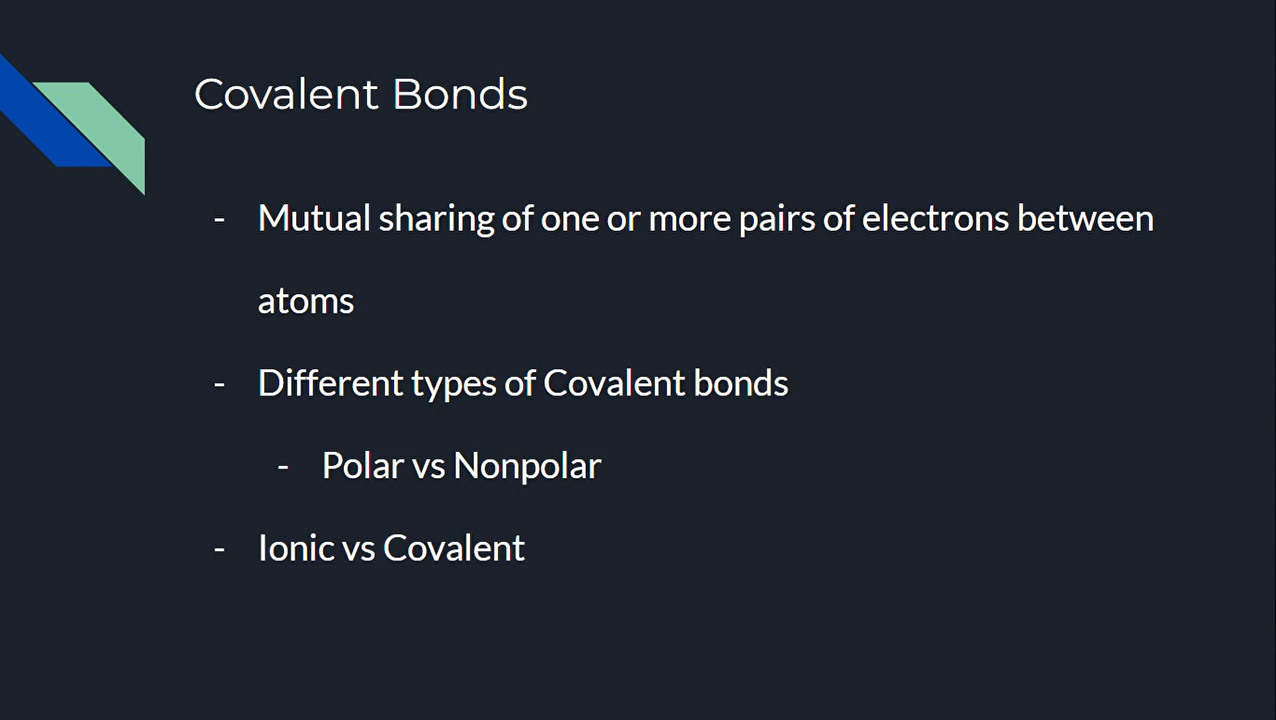 Covalent Bonds
- Mutual sharing of one or more pairs of electrons between
atoms
- Different types of Covalent bonds
- Polar vs Nonpolar
- Ionic vs Covalent